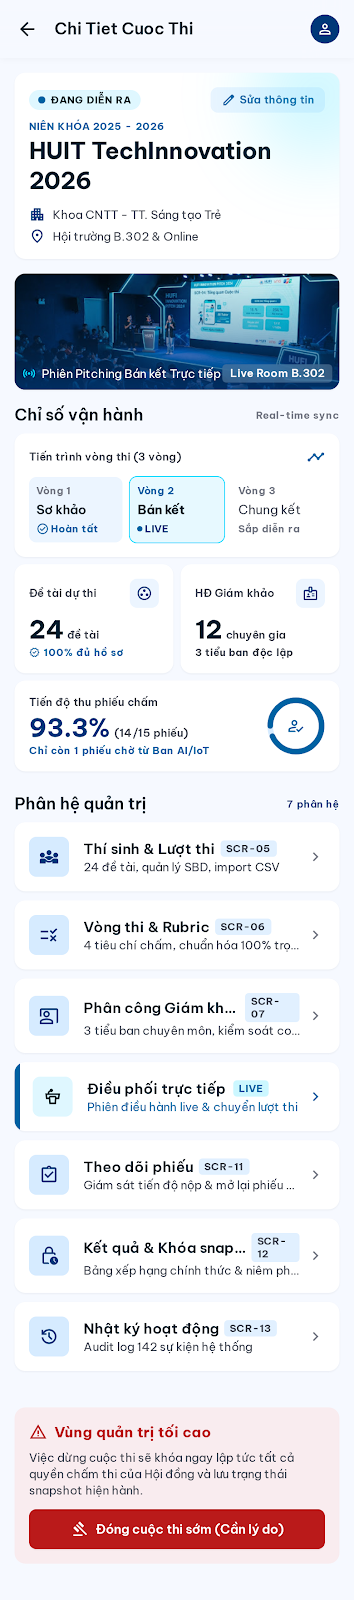 Chi Tiet Cuoc Thi
ĐANG DIỄN RA
Sửa thông tin
NIÊN KHÓA 2025 - 2026
HUIT TechInnovation
2026
Khoa CNTT - TT. Sáng tạo Trẻ
Hội trường B.302 & Online
Phiên Pitching Bán kết Trực tiếp
Live Room B.302
Chỉ số vận hành
Real-time sync
Tiến trình vòng thi (3 vòng)
Vòng 1
Sơ khảo
Hoàn tất
Vòng 2
Bán kết
LIVE
Vòng 3
Chung kết
Sắp diễn ra
Đề tài dự thi
24 đề tài
100% đủ hồ sơ
HĐ Giám khảo
12 chuyên gia
3 tiểu ban độc lập
Tiến độ thu phiếu chấm
93.3% (14/15 phiếu)
Chỉ còn 1 phiếu chờ từ Ban AI/IoT
Phân hệ quản trị
7 phân hệ
Thí sinh & Lượt thi SCR-05
24 đề tài, quản lý SBD, import CSV
Vòng thi & Rubric SCR-06
4 tiêu chí chấm, chuẩn hóa 100% trọ...
Phân công Giám kh... SCR-
07
3 tiểu ban chuyên môn, kiểm soát co...
Điều phối trực tiếp LIVE
Phiên điều hành live & chuyển lượt thi
Theo dõi phiếu SCR-11
Giám sát tiến độ nộp & mở lại phiếu ...
Kết quả & Khóa snap... SCR-
12
Bảng xếp hạng chính thức & niêm ph...
Nhật ký hoạt động SCR-13
Audit log 142 sự kiện hệ thống
Vùng quản trị tối cao
Việc dừng cuộc thi sẽ khóa ngay lập tức tất cả
quyền chấm thi của Hội đồng và lưu trạng thái
snapshot hiện hành.
Đóng cuộc thi sớm (Cần lý do)